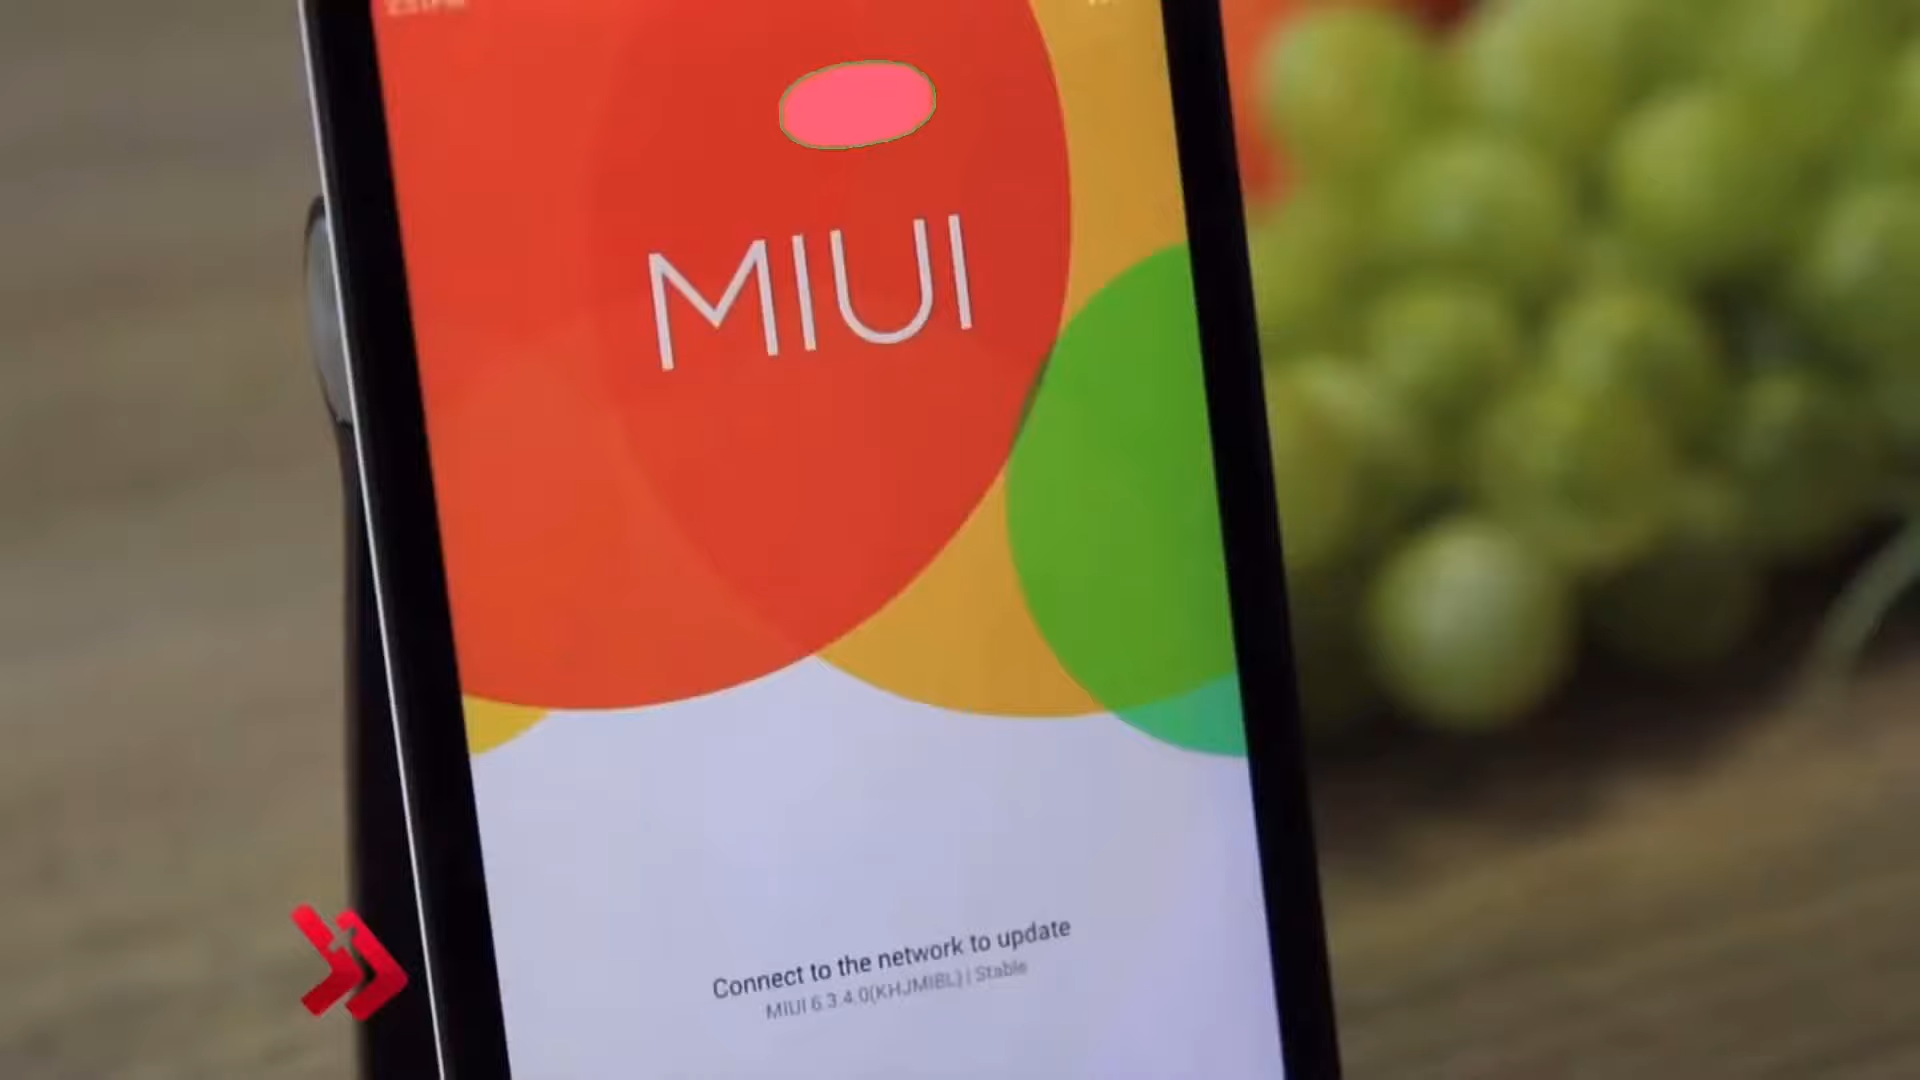 MIUI
Connect to the network to update
MIUI 6.3.4.0(KHJMIBL) | Stable